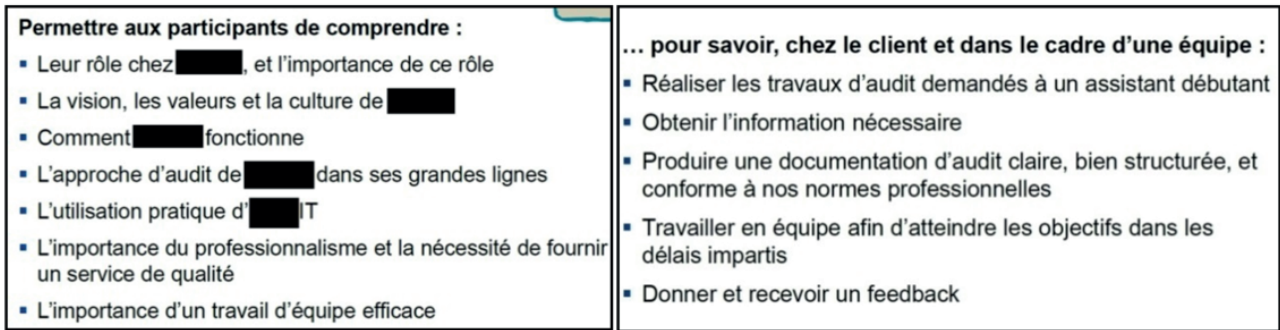 Permettre aux participants de comprendre :
▪ Leur rôle chez , et l'importance de ce rôle
▪ La vision, les valeurs et la culture de
▪ Comment fonctionne
▪ L'approche d'audit de dans ses grandes lignes
▪ L'utilisation pratique d' IT
▪ L'importance du professionnalisme et la nécessité de fournir
un service de qualité
▪ L'importance d'un travail d'équipe efficace
… pour savoir, chez le client et dans le cadre d'une équipe :
▪ Réaliser les travaux d'audit demandés à un assistant débutant
▪ Obtenir l'information nécessaire
▪ Produire une documentation d'audit claire, bien structurée, et
conforme à nos normes professionnelles
▪ Travailler en équipe afin d'atteindre les objectifs dans les
délais impartis
▪ Donner et recevoir un feedback